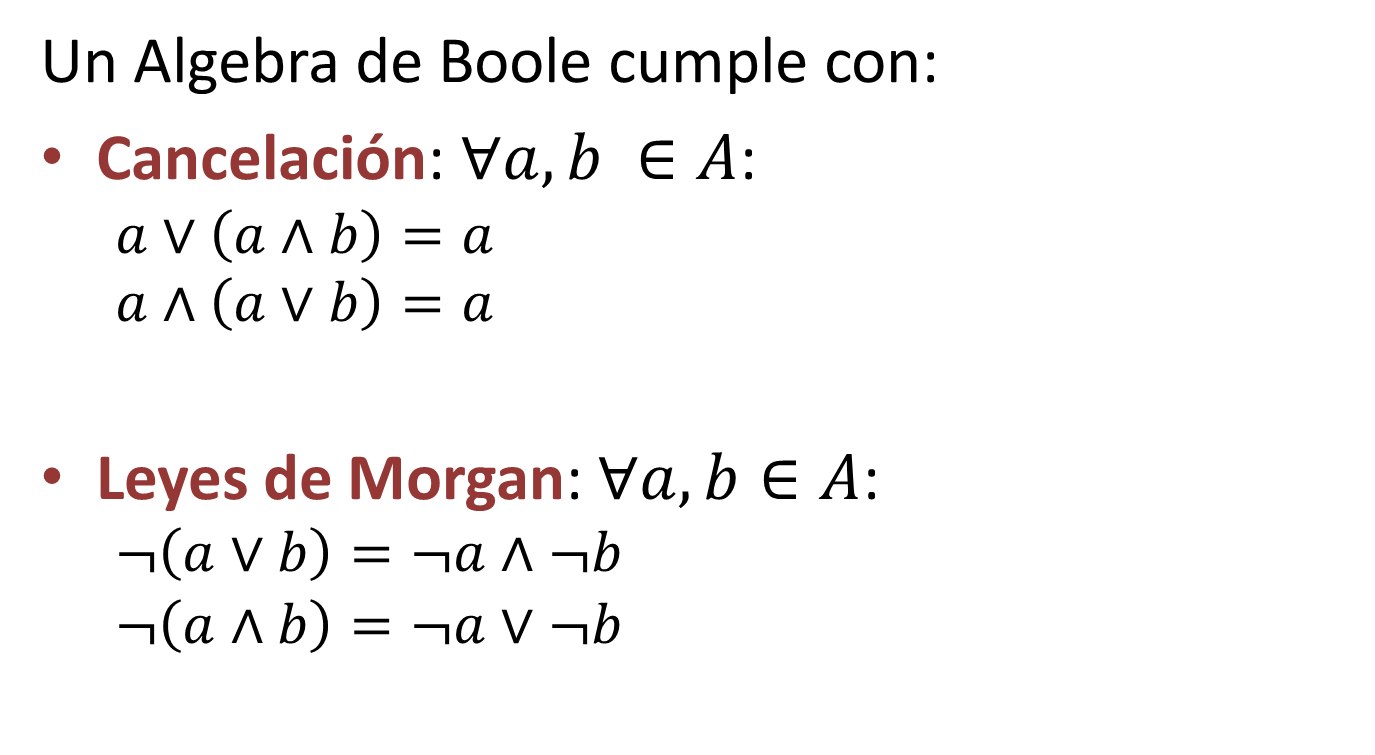 Un Algebra de Boole cumple con:
• Cancelación: ∀a, b ∈ A:
a ∨ (a ∧ b) = a
a ∧ (a ∨ b) = a
• Leyes de Morgan: ∀a, b ∈ A:
¬(a ∨ b) = ¬a ∧ ¬b
¬(a ∧ b) = ¬a ∨ ¬b